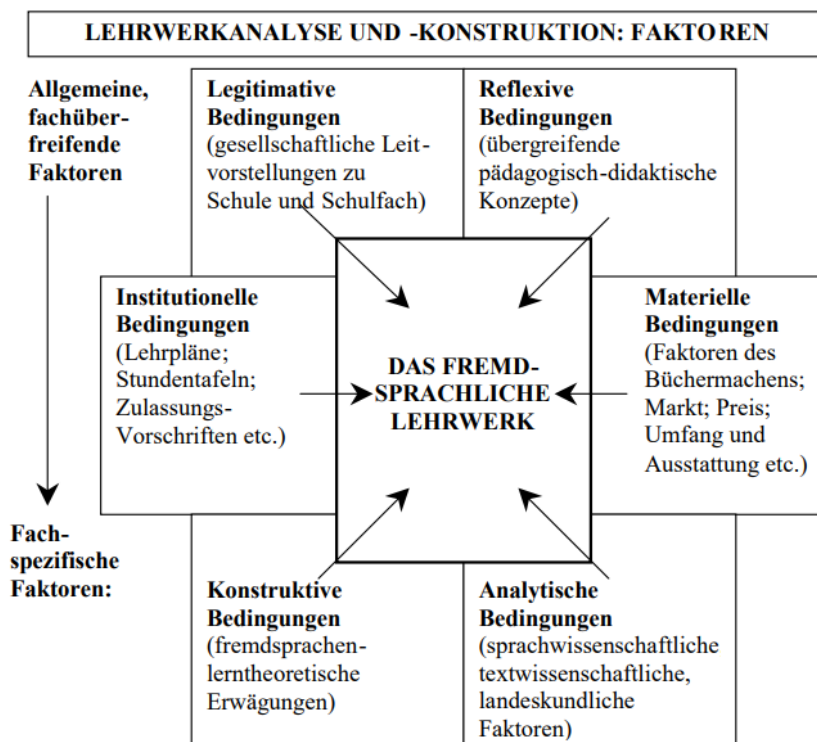 LEHRWERKANALYSE UND -KONSTRUKTION: FAKTOREN
Allgemeine,
fachüber-
freifende
Faktoren
Legitimative
Bedingungen
(gesellschaftliche Leit-
vorstellungen zu
Schule und Schulfach)
Reflexive
Bedingungen
(übergreifende
pädagogisch-didaktische
Konzepte)
Institutionelle
Bedingungen
(Lehrpläne;
Stundentafeln;
Zulassungs-
Vorschriften etc.)
DAS FREMD-
SPRACHLICHE
LEHRWERK
Materielle
Bedingungen
(Faktoren des
Büchermachens;
Markt; Preis;
Umfang und
Ausstattung etc.)
Fach-
spezifische
Faktoren:
Konstruktive
Bedingungen
(fremdsprachen-
lerntheoretische
Erwägungen)
Analytische
Bedingungen
(sprachwissenschaftliche
textwissenschaftliche,
landeskundliche
Faktoren)